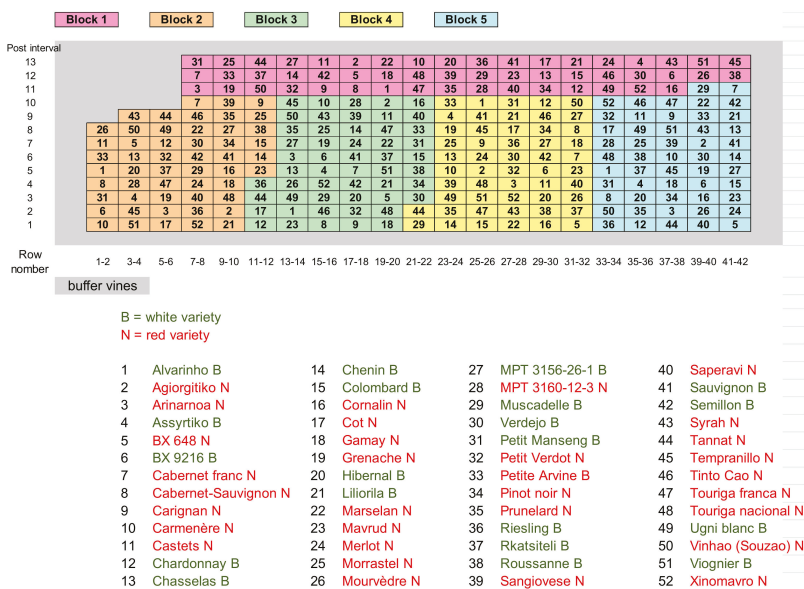 Block 1 Block 2 Block 3 Block 4 Block 5
Post interval
13 31 25 44 27 11 2 22 10 20 36 41 17 21 24 4 43 51 45
12 7 33 37 14 42 5 18 48 39 29 23 13 15 46 30 6 26 38
11 3 19 50 32 9 8 1 47 35 28 40 34 12 49 52 16 29 7
10 7 39 9 45 10 28 2 16 33 1 31 12 50 52 46 47 22 42
9 43 44 46 35 25 50 43 39 11 40 4 41 21 46 27 32 11 9 33 21
8 26 50 49 22 27 38 35 25 14 47 33 19 45 17 34 8 17 49 51 43 13
7 11 5 12 30 34 15 27 19 24 22 31 25 9 36 27 18 28 25 39 2 41
6 33 13 32 42 41 14 3 6 41 37 15 13 24 30 42 7 48 38 10 30 14
5 1 20 37 29 16 23 13 4 7 51 38 10 2 32 6 23 1 37 45 19 27
4 8 28 47 24 18 36 26 52 42 21 34 39 48 3 11 40 31 4 18 6 15
3 31 4 19 40 48 44 49 29 20 5 30 49 51 52 20 26 8 20 34 16 23
2 6 45 3 36 2 17 1 46 32 48 44 35 47 43 38 37 50 35 3 26 24
1 10 51 17 52 21 12 23 8 9 18 29 14 15 22 16 5 36 12 44 40 5
Row number 1-2 3-4 5-6 7-8 9-10 11-12 13-14 15-16 17-18 19-20 21-22 23-24 25-26 27-28 29-30 31-32 33-34 35-36 37-38 39-40 41-42
buffer vines
B = white variety
N = red variety
1 Alvarinho B 14 Chenin B 27 MPT 3156-26-1 B 40 Saperavi N
2 Agiorgitiko N 15 Colombard B 28 MPT 3160-12-3 N 41 Sauvignon B
3 Arinarnoa N 16 Cornalin N 29 Muscadelle B 42 Semillon B
4 Assyrtiko B 17 Cot N 30 Verdejo B 43 Syrah N
5 BX 648 N 18 Gamay N 31 Petit Manseng B 44 Tannat N
6 BX 9216 B 19 Grenache N 32 Petit Verdot N 45 Tempranillo N
7 Cabernet franc N 20 Hibernal B 33 Petite Arvine B 46 Tinto Cao N
8 Cabernet-Sauvignon N 21 Liliorila B 34 Pinot noir N 47 Touriga franca N
9 Carignan N 22 Marselan N 35 Prunelard N 48 Touriga nacional N
10 Carmenère N 23 Mavrud N 36 Riesling B 49 Ugni blanc B
11 Castets N 24 Merlot N 37 Rkatsiteli B 50 Vinhao (Souzao) N
12 Chardonnay B 25 Morrastel N 38 Roussanne B 51 Viognier B
13 Chasselas B 26 Mourvèdre N 39 Sangiovese N 52 Xinomavro N